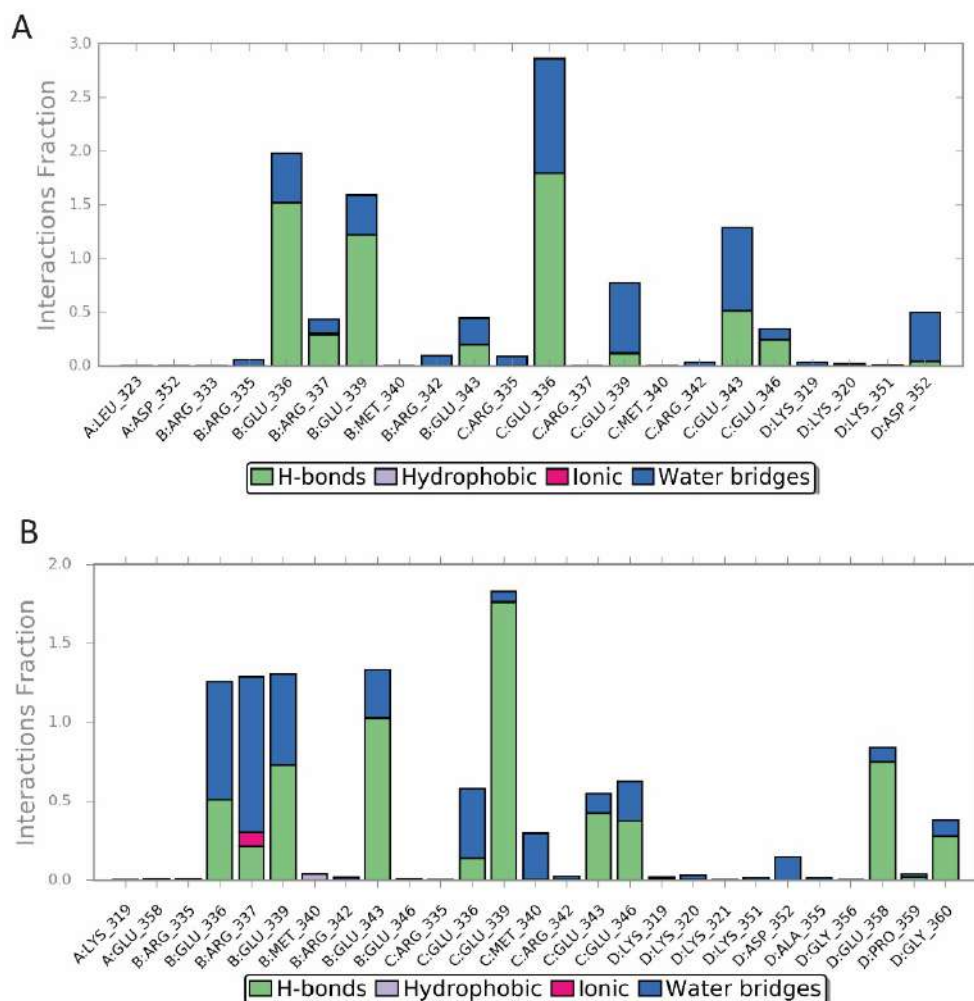 A
3.0
2.5
2.0
1.5
1.0
0.5
0.0
Interactions Fraction
A:LEU_323
A:ASP_352
B:ARG_333
B:ARG_335
B:GLU_336
B:ARG_337
B:GLU_339
B:MET_340
B:ARG_342
B:GLU_343
C:ARG_335
C:GLU_336
C:ARG_337
C:GLU_339
C:MET_340
C:ARG_342
C:GLU_343
C:GLU_346
D:LYS_319
D:LYS_320
D:LYS_351
D:ASP_352
H-bonds Hydrophobic Ionic Water bridges
B
2.0
1.5
1.0
0.5
0.0
Interactions Fraction
A:LYS_319
A:GLU_358
B:ARG_335
B:GLU_336
B:ARG_337
B:GLU_339
B:MET_340
B:ARG_342
B:GLU_343
B:GLU_346
C:ARG_335
C:GLU_336
C:GLU_339
C:MET_340
C:ARG_342
C:GLU_343
C:GLU_346
D:LYS_319
D:LYS_320
D:LYS_321
D:LYS_351
D:ASP_352
D:ALA_355
D:GLY_356
D:GLU_358
D:PRO_359
D:GLY_360
H-bonds Hydrophobic Ionic Water bridges